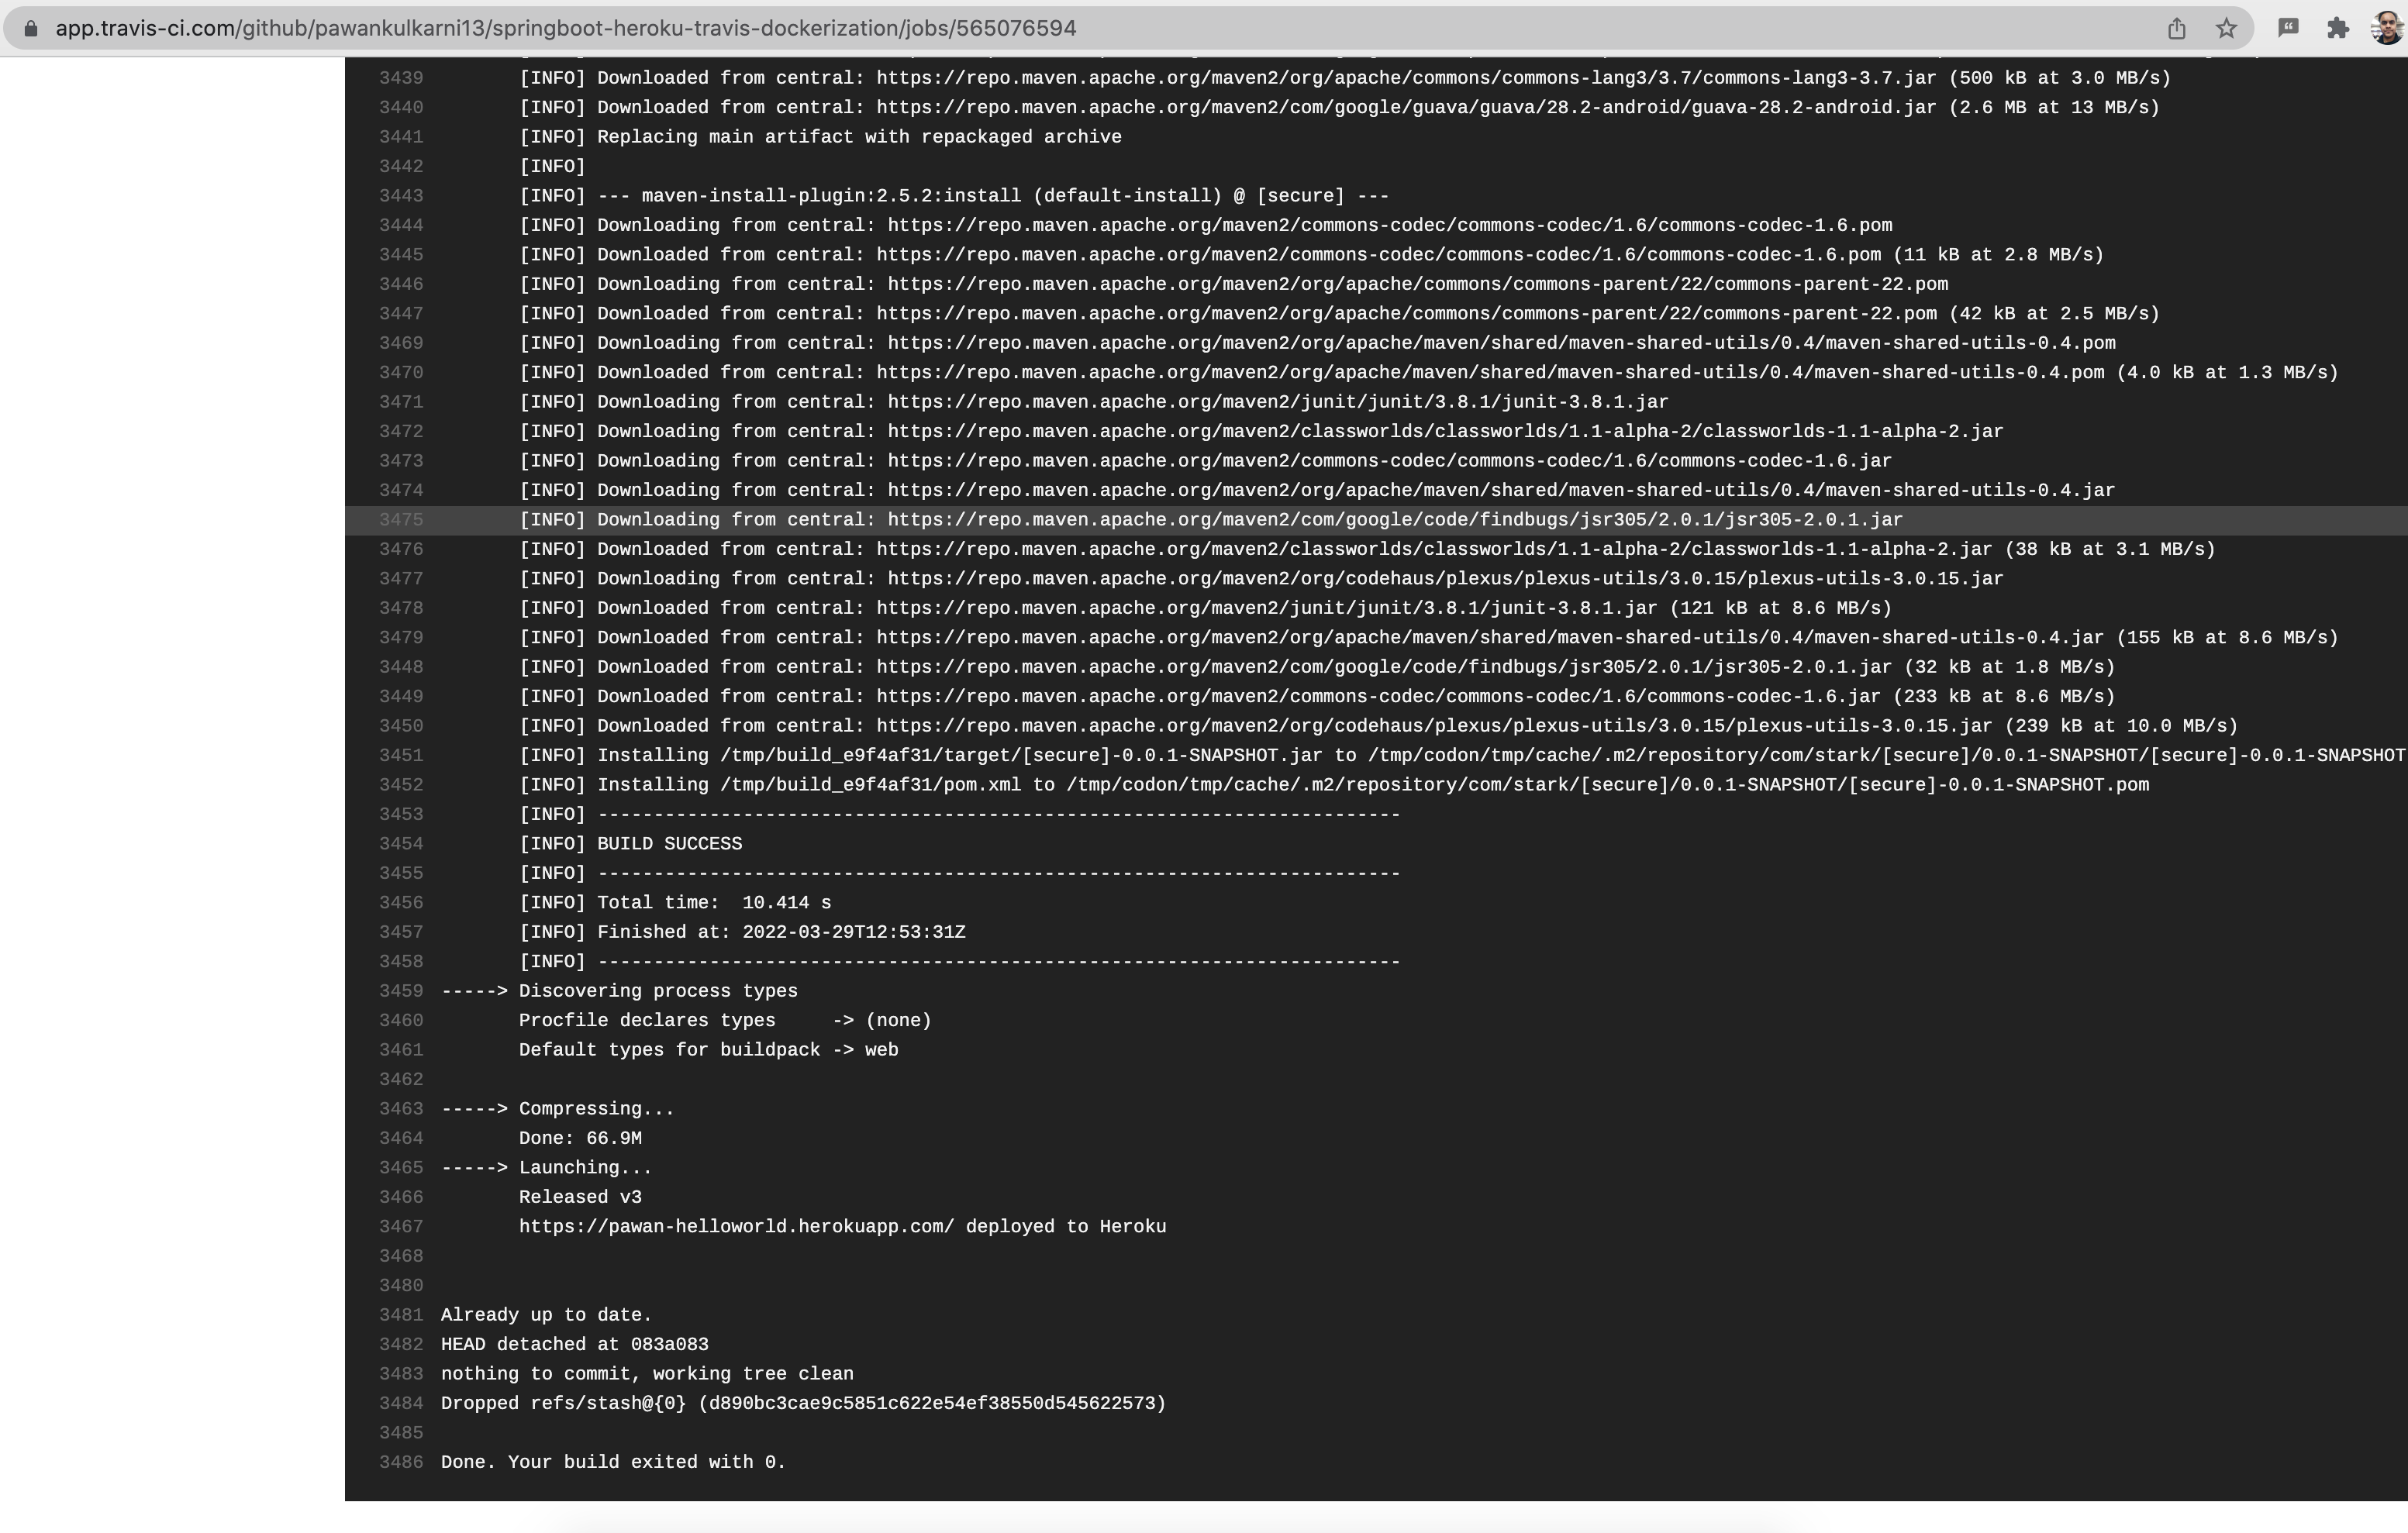 app.travis-ci.com/github/pawankulkarni13/springboot-heroku-travis-dockerization/jobs/565076594
3439 [INFO] Downloaded from central: https://repo.maven.apache.org/maven2/org/apache/commons/commons-lang3/3.7/commons-lang3-3.7.jar (500 kB at 3.0 MB/s)
3440 [INFO] Downloaded from central: https://repo.maven.apache.org/maven2/com/google/guava/guava/28.2-android/guava-28.2-android.jar (2.6 MB at 13 MB/s)
3441 [INFO] Replacing main artifact with repackaged archive
3442 [INFO]
3443 [INFO] --- maven-install-plugin:2.5.2:install (default-install) @ [secure] ---
3444 [INFO] Downloading from central: https://repo.maven.apache.org/maven2/commons-codec/commons-codec/1.6/commons-codec-1.6.pom
3445 [INFO] Downloaded from central: https://repo.maven.apache.org/maven2/commons-codec/commons-codec/1.6/commons-codec-1.6.pom (11 kB at 2.8 MB/s)
3446 [INFO] Downloading from central: https://repo.maven.apache.org/maven2/org/apache/commons/commons-parent/22/commons-parent-22.pom
3447 [INFO] Downloaded from central: https://repo.maven.apache.org/maven2/org/apache/commons/commons-parent/22/commons-parent-22.pom (42 kB at 2.5 MB/s)
3469 [INFO] Downloading from central: https://repo.maven.apache.org/maven2/org/apache/maven/shared/maven-shared-utils/0.4/maven-shared-utils-0.4.pom
3470 [INFO] Downloaded from central: https://repo.maven.apache.org/maven2/org/apache/maven/shared/maven-shared-utils/0.4/maven-shared-utils-0.4.pom (4.0 kB at 1.3 MB/s)
3471 [INFO] Downloading from central: https://repo.maven.apache.org/maven2/junit/junit/3.8.1/junit-3.8.1.jar
3472 [INFO] Downloading from central: https://repo.maven.apache.org/maven2/classworlds/classworlds/1.1-alpha-2/classworlds-1.1-alpha-2.jar
3473 [INFO] Downloading from central: https://repo.maven.apache.org/maven2/commons-codec/commons-codec/1.6/commons-codec-1.6.jar
3474 [INFO] Downloading from central: https://repo.maven.apache.org/maven2/org/apache/maven/shared/maven-shared-utils/0.4/maven-shared-utils-0.4.jar
3475 [INFO] Downloading from central: https://repo.maven.apache.org/maven2/com/google/code/findbugs/jsr305/2.0.1/jsr305-2.0.1.jar
3476 [INFO] Downloaded from central: https://repo.maven.apache.org/maven2/classworlds/classworlds/1.1-alpha-2/classworlds-1.1-alpha-2.jar (38 kB at 3.1 MB/s)
3477 [INFO] Downloading from central: https://repo.maven.apache.org/maven2/org/codehaus/plexus/plexus-utils/3.0.15/plexus-utils-3.0.15.jar
3478 [INFO] Downloaded from central: https://repo.maven.apache.org/maven2/junit/junit/3.8.1/junit-3.8.1.jar (121 kB at 8.6 MB/s)
3479 [INFO] Downloaded from central: https://repo.maven.apache.org/maven2/org/apache/maven/shared/maven-shared-utils/0.4/maven-shared-utils-0.4.jar (155 kB at 8.6 MB/s)
3448 [INFO] Downloaded from central: https://repo.maven.apache.org/maven2/com/google/code/findbugs/jsr305/2.0.1/jsr305-2.0.1.jar (32 kB at 1.8 MB/s)
3449 [INFO] Downloaded from central: https://repo.maven.apache.org/maven2/commons-codec/commons-codec/1.6/commons-codec-1.6.jar (233 kB at 8.6 MB/s)
3450 [INFO] Downloaded from central: https://repo.maven.apache.org/maven2/org/codehaus/plexus/plexus-utils/3.0.15/plexus-utils-3.0.15.jar (239 kB at 10.0 MB/s)
3451 [INFO] Installing /tmp/build_e9f4af31/target/[secure]-0.0.1-SNAPSHOT.jar to /tmp/codon/tmp/cache/.m2/repository/com/stark/[secure]/0.0.1-SNAPSHOT/[secure]-0.0.1-SNAPSHOT
3452 [INFO] Installing /tmp/build_e9f4af31/pom.xml to /tmp/codon/tmp/cache/.m2/repository/com/stark/[secure]/0.0.1-SNAPSHOT/[secure]-0.0.1-SNAPSHOT.pom
3453 [INFO] ------------------------------------------------------------------------
3454 [INFO] BUILD SUCCESS
3455 [INFO] ------------------------------------------------------------------------
3456 [INFO] Total time:  10.414 s
3457 [INFO] Finished at: 2022-03-29T12:53:31Z
3458 [INFO] ------------------------------------------------------------------------
3459 -----> Discovering process types
3460 Procfile declares types     -> (none)
3461 Default types for buildpack -> web
3462
3463 -----> Compressing...
3464 Done: 66.9M
3465 -----> Launching...
3466 Released v3
3467 https://pawan-helloworld.herokuapp.com/ deployed to Heroku
3468
3480
3481 Already up to date.
3482 HEAD detached at 083a083
3483 nothing to commit, working tree clean
3484 Dropped refs/stash@{0} (d890bc3cae9c5851c622e54ef38550d545622573)
3485
3486 Done. Your build exited with 0.